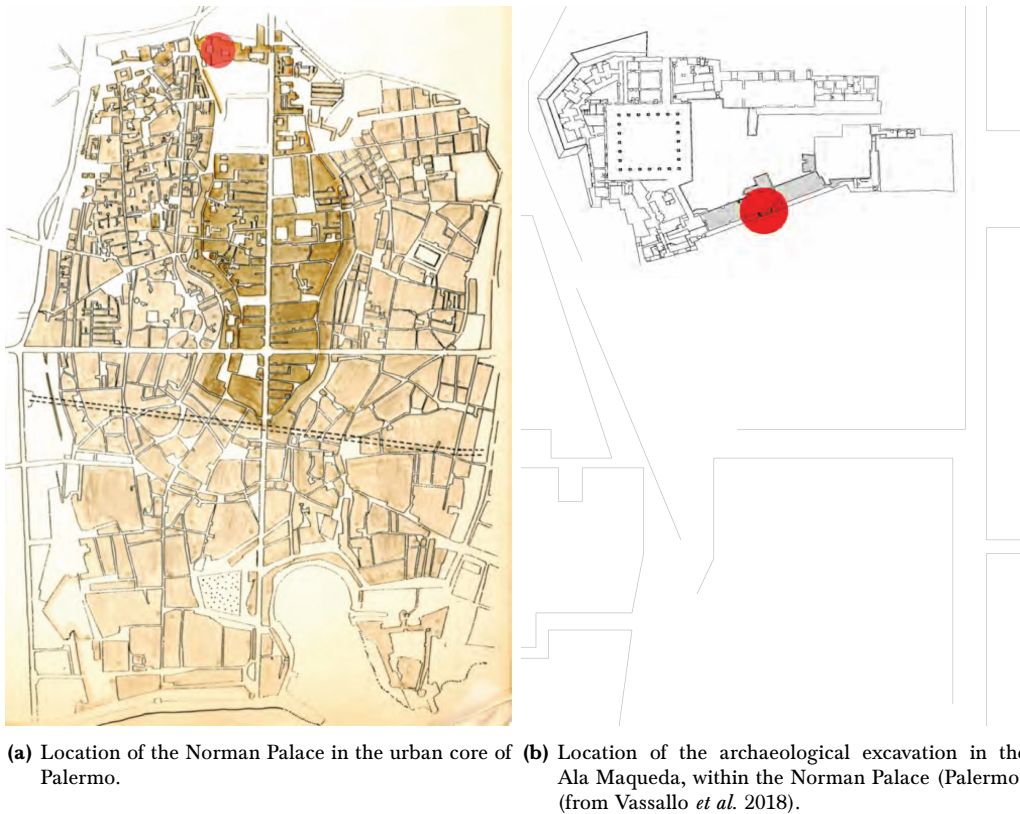 (a) Location of the Norman Palace in the urban core of
Palermo.
(b) Location of the archaeological excavation in the
Ala Maqueda, within the Norman Palace (Palermo
(from Vassallo et al. 2018).